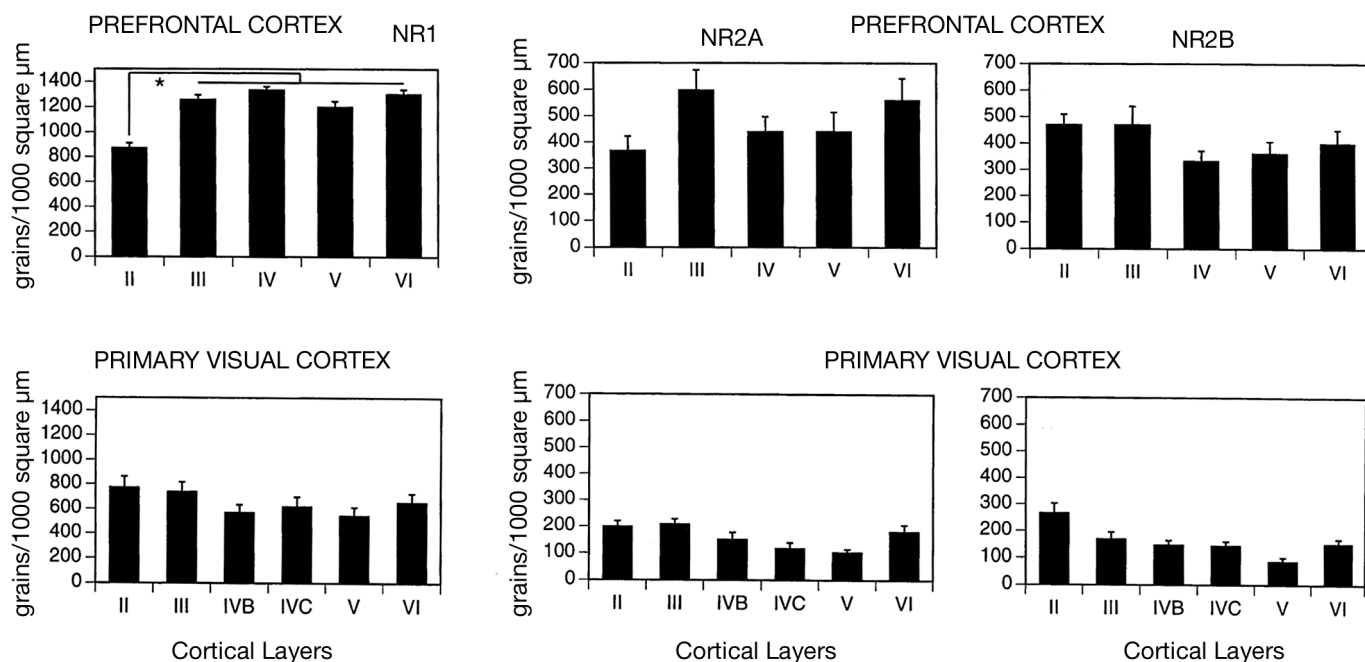 PREFRONTAL CORTEX NR1
grains/1000 square µm
1400
1200
1000
800
600
400
200
0
*
II III IV V VI
PREFRONTAL CORTEX
NR2A
grains/1000 square µm
700
600
500
400
300
200
100
0
II III IV V VI
NR2B
700
600
500
400
300
200
100
0
II III IV V VI
PRIMARY VISUAL CORTEX
grains/1000 square µm
1400
1200
1000
800
600
400
200
0
II III IVB IVC V VI
Cortical Layers
PRIMARY VISUAL CORTEX
grains/1000 square µm
700
600
500
400
300
200
100
0
II III IVB IVC V VI
Cortical Layers
700
600
500
400
300
200
100
0
II III IVB IVC V VI
Cortical Layers